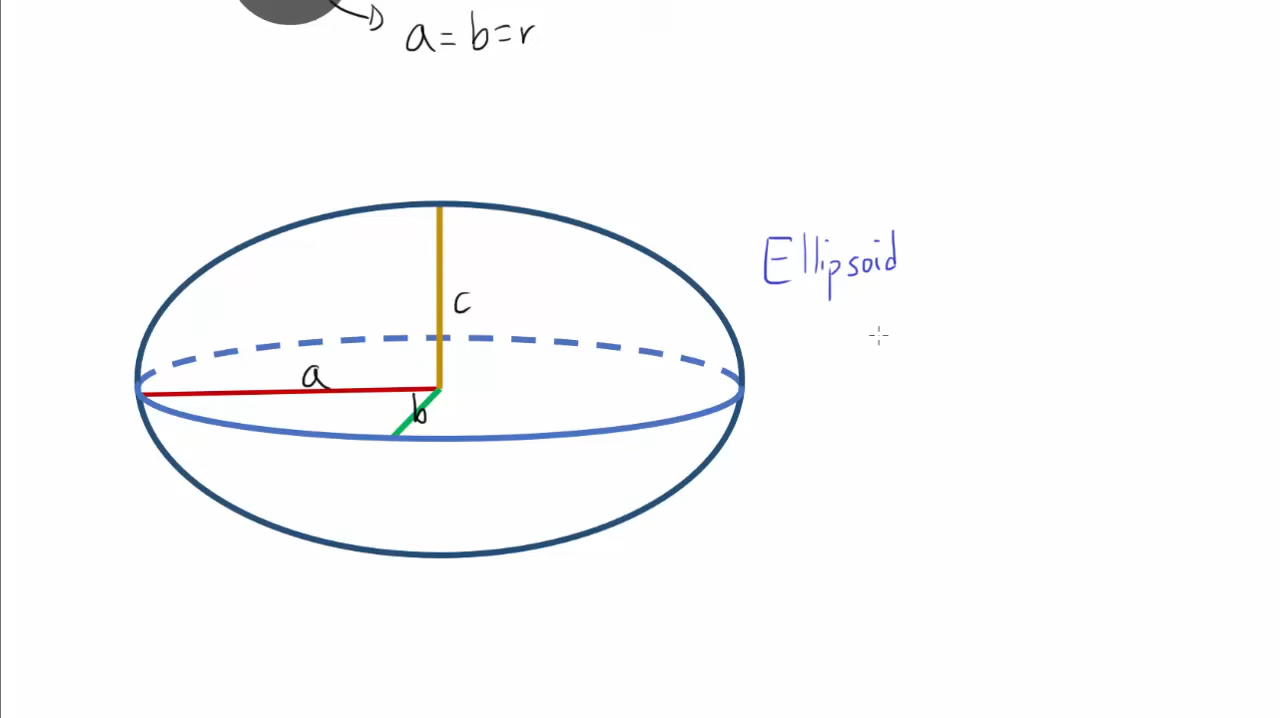 a = b = r
Ellipsoid
c
a
b